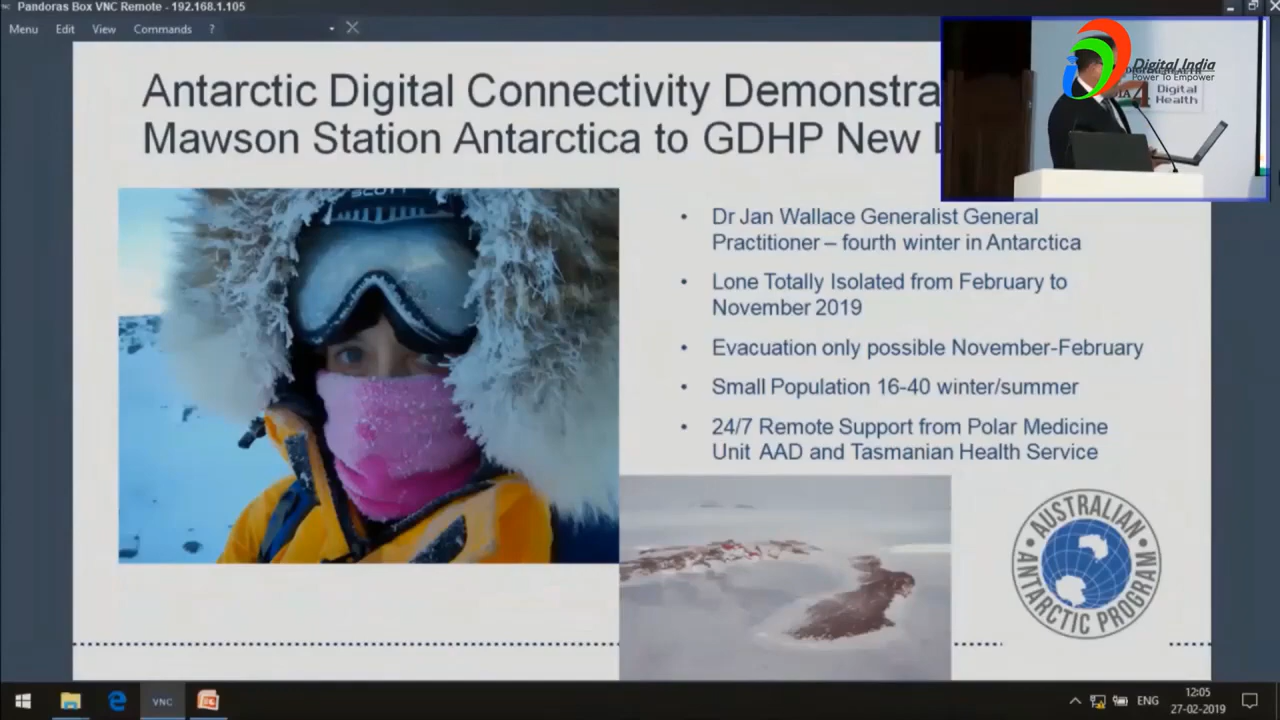 Pandoras Box VNC Remote - 192.168.1.105
Menu Edit View Commands ?
Digital India
Power To Empower
4
Digital
Health
Antarctic Digital Connectivity Demonstra
Mawson Station Antarctica to GDHP New
SCOTT
• Dr Jan Wallace Generalist General
Practitioner – fourth winter in Antarctica
• Lone Totally Isolated from February to
November 2019
• Evacuation only possible November-February
• Small Population 16-40 winter/summer
• 24/7 Remote Support from Polar Medicine
Unit AAD and Tasmanian Health Service
• AUSTRALIAN •
ANTARCTIC PROGRAM
VNC
ENG
12:05
27-02-2019